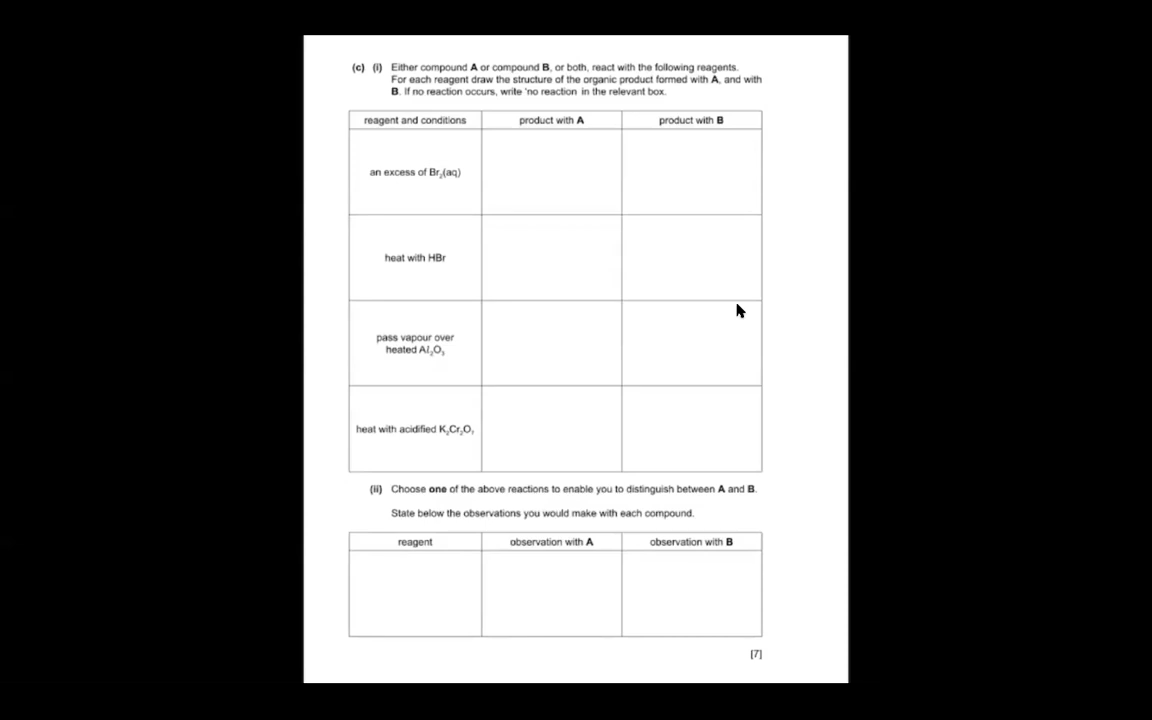 (c) (i) Either compound A or compound B, or both, react with the following reagents.
For each reagent draw the structure of the organic product formed with A, and with
B. If no reaction occurs, write 'no reaction in the relevant box.
reagent and conditions product with A product with B
an excess of Br₂(aq)
heat with HBr
pass vapour over
heated Al₂O₃
heat with acidified K₂Cr₂O₇
(ii) Choose one of the above reactions to enable you to distinguish between A and B.
State below the observations you would make with each compound.
reagent observation with A observation with B
[7]